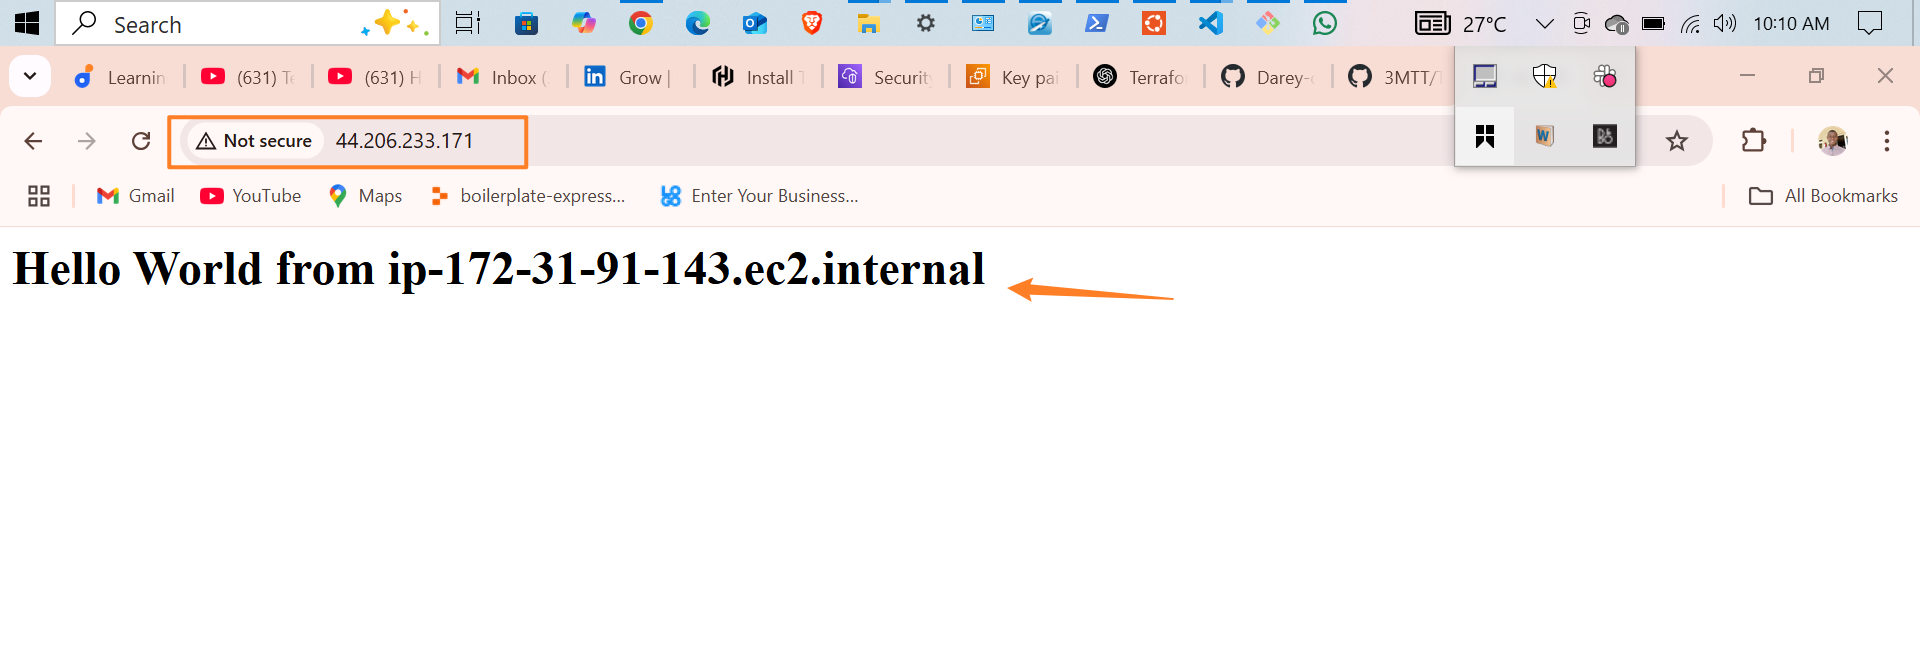 Search
27°C
10:10 AM
Learnin
(631) Te
(631) H
Inbox (
Grow |
Install T
Security
Key pai
Terrafo
Darey-
3MTT/
Not secure
44.206.233.171
Gmail
YouTube
Maps
boilerplate-express...
Enter Your Business...
All Bookmarks
Hello World from ip-172-31-91-143.ec2.internal